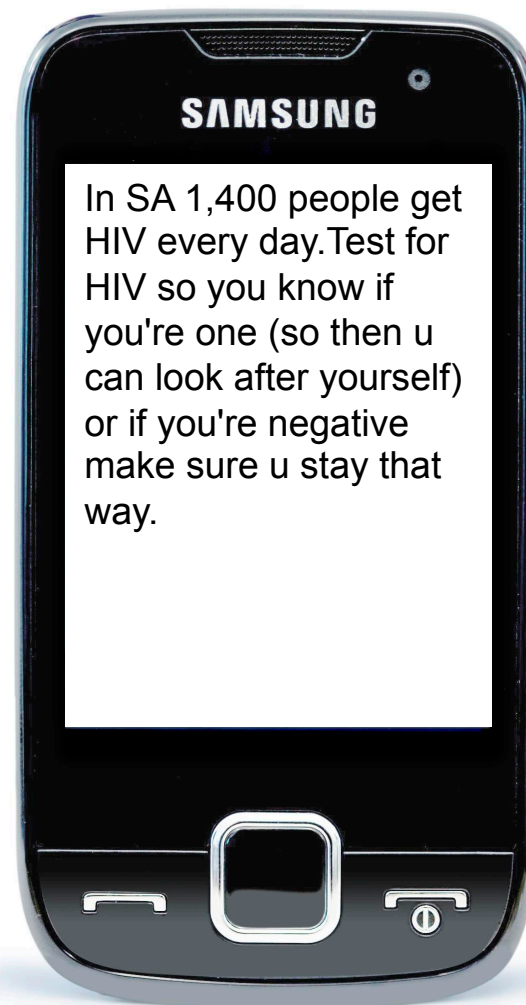 SAMSUNG
In SA 1,400 people get
HIV every day.Test for
HIV so you know if
you're one (so then u
can look after yourself)
or if you're negative
make sure u stay that
way.